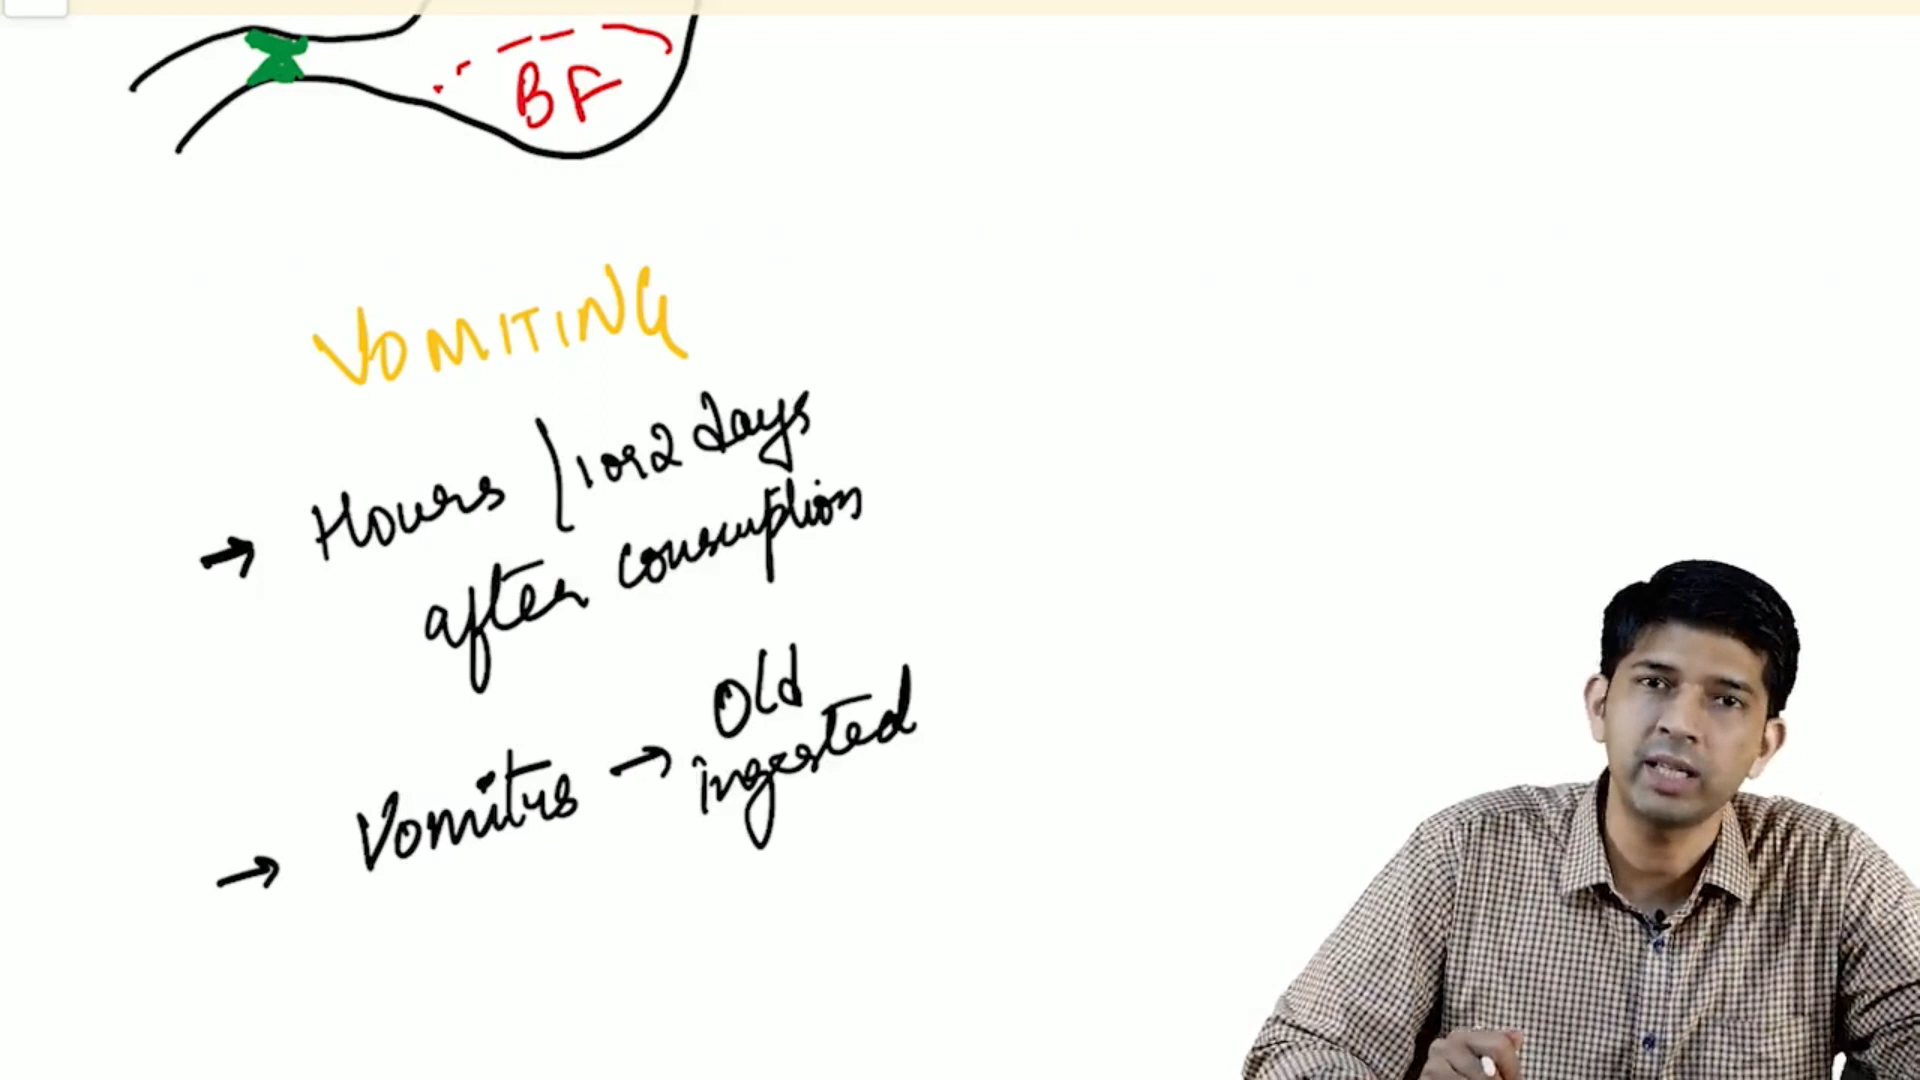 BF
VOMITING
→ Hours / 1 or 2 days
after consumption
→ Vomitus → Old
ingested